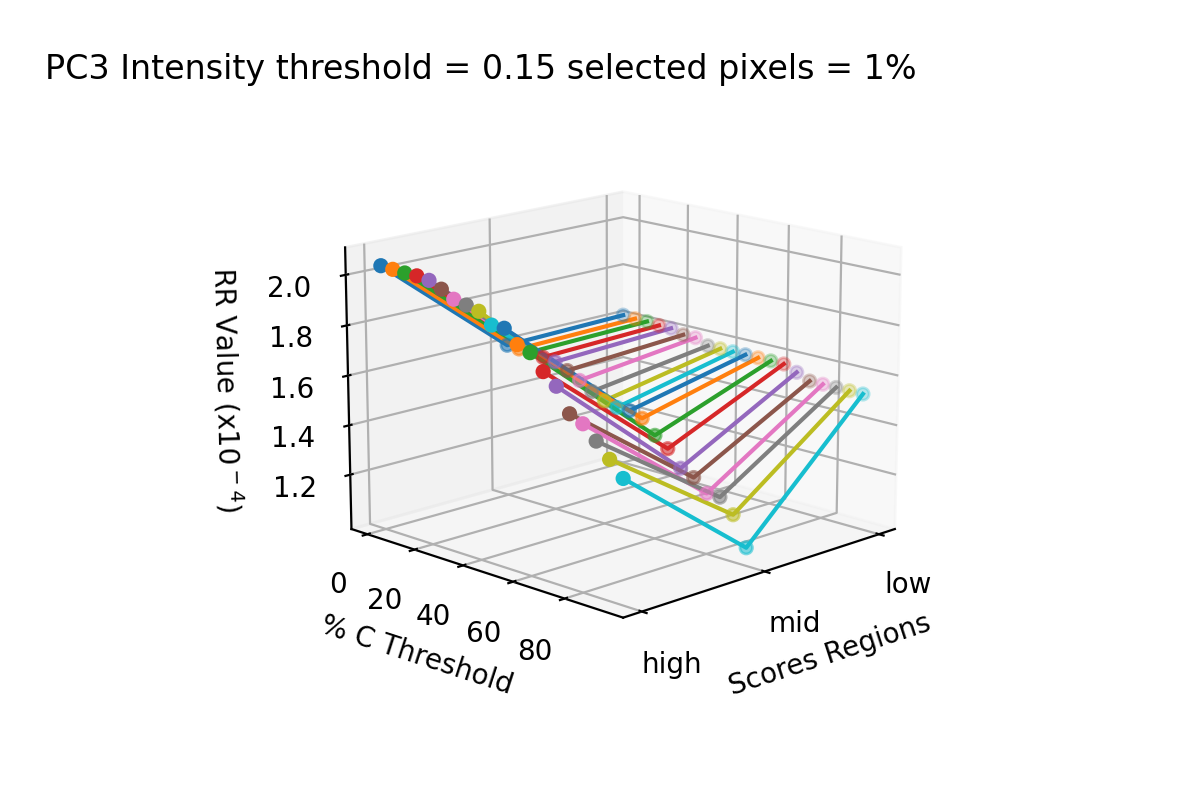 PC3 Intensity threshold = 0.15 selected pixels = 1%
RR Value (x10⁻⁴)
2.0
1.8
1.6
1.4
1.2
0
20
40
60
80
% C Threshold
high
mid
low
Scores Regions